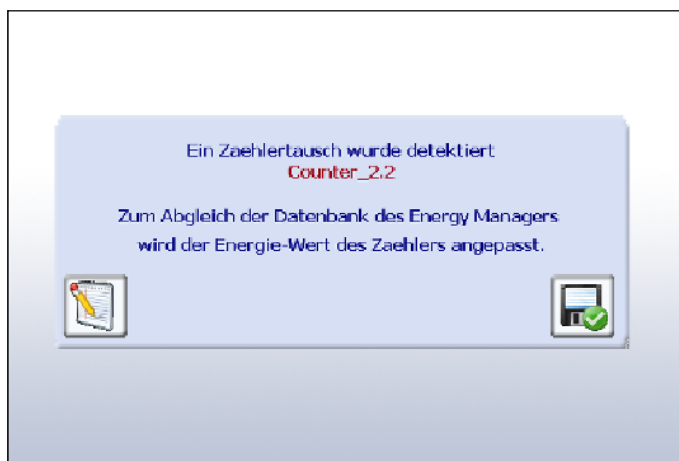 Ein Zaehlertausch wurde detektiert
Counter_2.2
Zum Abgleich der Datenbank des Energy Managers
wird der Energie-Wert des Zaehlers angepasst.